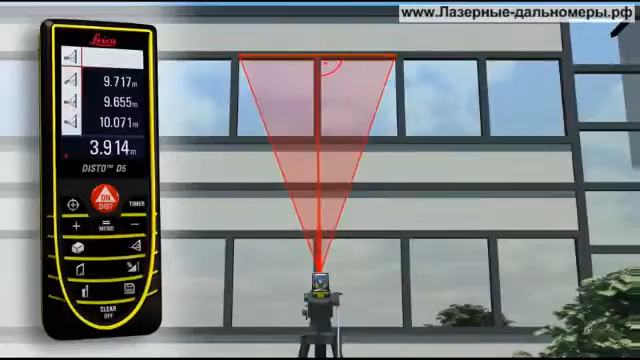 www.Лазерные-дальномеры.рф
Leica
9.717m
9.655m
10.071m
3.914m
DISTO™ D5
ON
DIST
TIMER
+
=
−
MENU
CLEAR
OFF